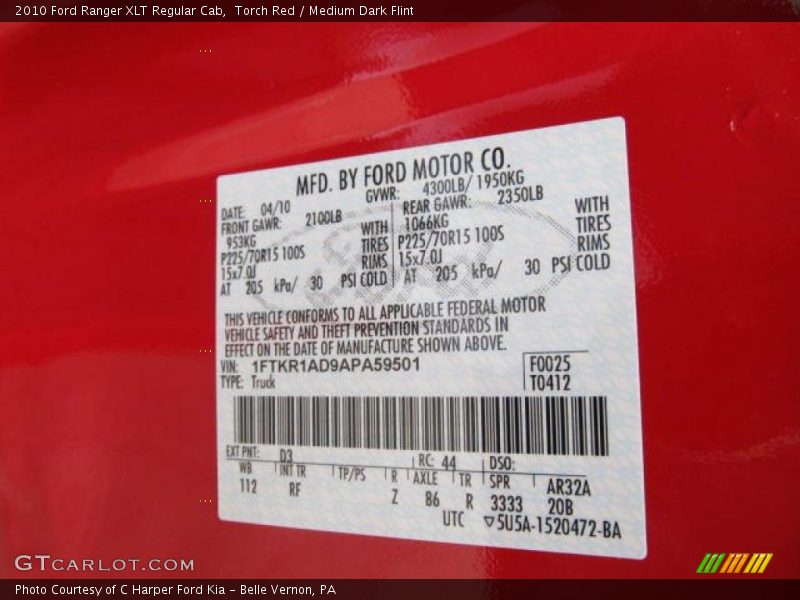 2010 Ford Ranger XLT Regular Cab,  Torch Red / Medium Dark Flint
MFD. BY FORD MOTOR CO.
DATE: 04/10 GVWR: 4300LB/ 1950KG
FRONT GAWR: 2100LB REAR GAWR: 2350LB
953KG WITH 1066KG WITH
P225/70R15 100S TIRES P225/70R15 100S TIRES
15x7.0J RIMS 15x7.0J RIMS
AT 205 kPa/ 30 PSI COLD AT 205 kPa/ 30 PSI COLD
THIS VEHICLE CONFORMS TO ALL APPLICABLE FEDERAL MOTOR
VEHICLE SAFETY AND THEFT PREVENTION STANDARDS IN
EFFECT ON THE DATE OF MANUFACTURE SHOWN ABOVE.
VIN: 1FTKR1AD9APA59501 F0025
TYPE: Truck T0412
EXT PNT: D3 RC: 44 DSO:
WB INT TR TP/PS R AXLE TR SPR AR32A
112 RF Z 86 R 3333 20B
UTC ▽5U5A-1520472-BA
GTCARLOT.COM
Photo Courtesy of C Harper Ford Kia - Belle Vernon, PA